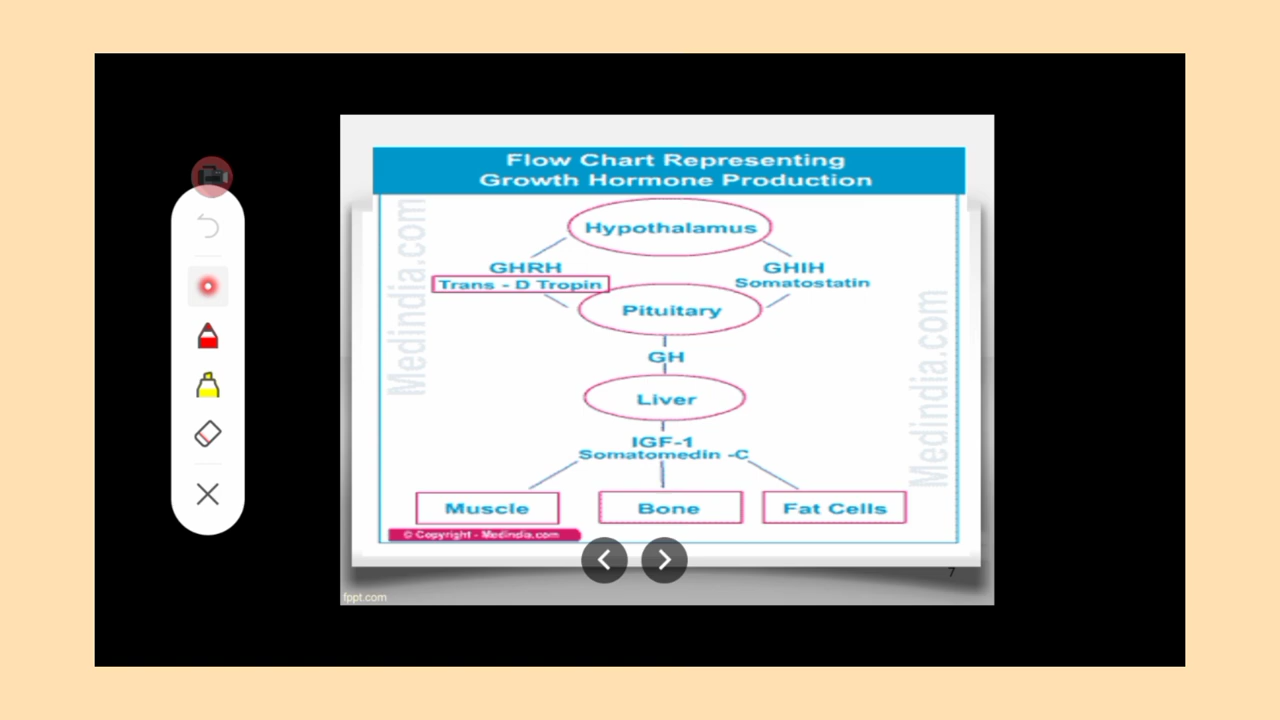 Flow Chart Representing
Growth Hormone Production
Hypothalamus
GHRH
Trans - D Tropin
GHIH
Somatostatin
Pituitary
GH
Liver
IGF-1
Somatomedin -C
Muscle
Bone
Fat Cells
© Copyright - Medindia.com
Medindia.com
Medindia.com
7
fppt.com